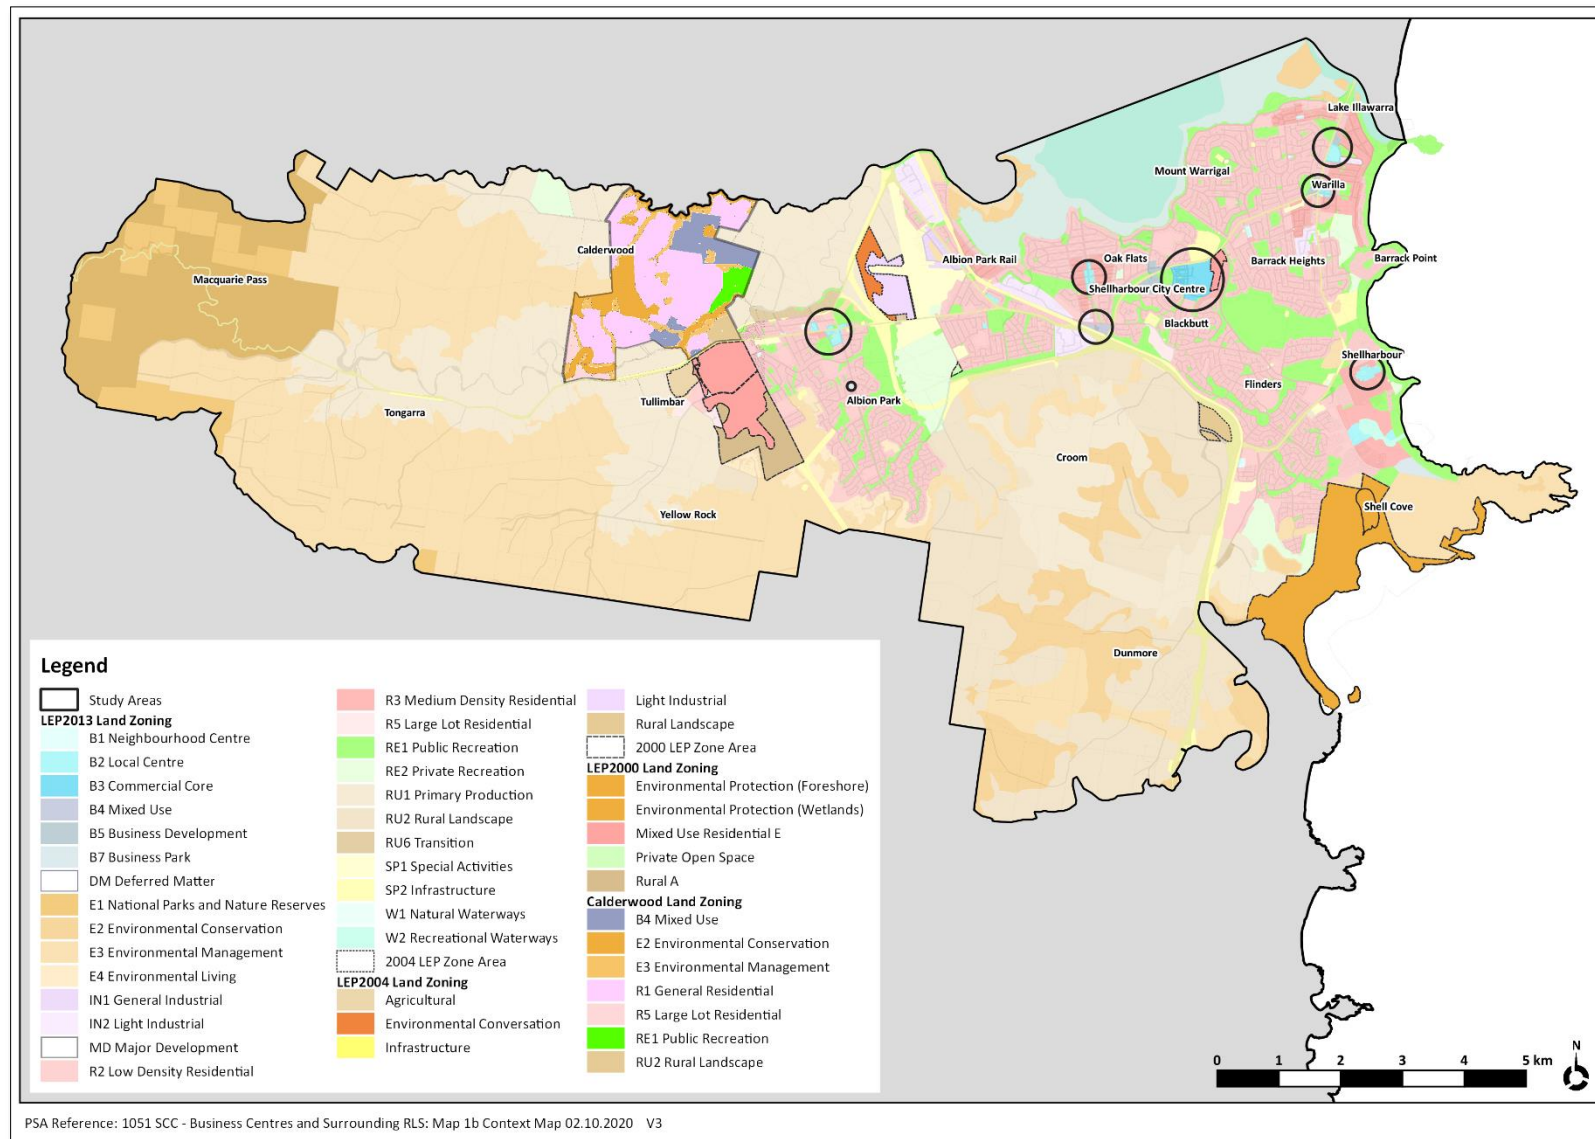 Lake Illawarra
Mount Warrigal
Warilla
Calderwood
Albion Park Rail
Oak Flats
Barrack Heights
Barrack Point
Macquarie Pass
Shellharbour City Centre
Blackbutt
Shellharbour
Flinders
Tullimbar
Albion Park
Tongarra
Croom
Yellow Rock
Shell Cove
Dunmore
Legend
Study Areas
LEP2013 Land Zoning
B1 Neighbourhood Centre
B2 Local Centre
B3 Commercial Core
B4 Mixed Use
B5 Business Development
B7 Business Park
DM Deferred Matter
E1 National Parks and Nature Reserves
E2 Environmental Conservation
E3 Environmental Management
E4 Environmental Living
IN1 General Industrial
IN2 Light Industrial
MD Major Development
R2 Low Density Residential
R3 Medium Density Residential
R5 Large Lot Residential
RE1 Public Recreation
RE2 Private Recreation
RU1 Primary Production
RU2 Rural Landscape
RU6 Transition
SP1 Special Activities
SP2 Infrastructure
W1 Natural Waterways
W2 Recreational Waterways
2004 LEP Zone Area
LEP2004 Land Zoning
Agricultural
Environmental Conversation
Infrastructure
Light Industrial
Rural Landscape
2000 LEP Zone Area
LEP2000 Land Zoning
Environmental Protection (Foreshore)
Environmental Protection (Wetlands)
Mixed Use Residential E
Private Open Space
Rural A
Calderwood Land Zoning
B4 Mixed Use
E2 Environmental Conservation
E3 Environmental Management
R1 General Residential
R5 Large Lot Residential
RE1 Public Recreation
RU2 Rural Landscape
0 1 2 3 4 5 km
N
PSA Reference: 1051 SCC - Business Centres and Surrounding RLS: Map 1b Context Map 02.10.2020 V3